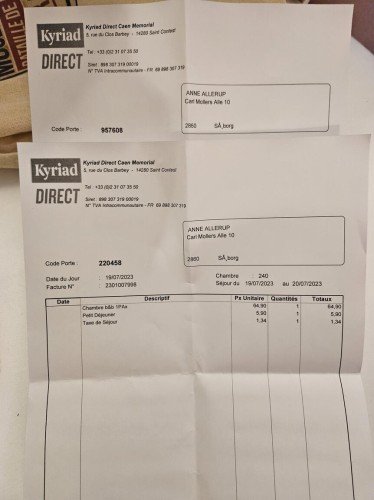 Kyriad
DIRECT
Kyriad Direct Caen Memorial
5, rue du Clos Barbey - 14280 Saint Contest
Tel : +33 (0)2 31 07 35 50
Siret : 898 307 319 00019
N° TVA Intracommunautaire : FR 69 898 307 319
Code Porte : 957608
ANNE ALLERUP
Carl Mollers Alle 10
2860 SÃ¸borg
Kyriad
DIRECT
Kyriad Direct Caen Memorial
5, rue du Clos Barbey - 14280 Saint Contest
Tel : +33 (0)2 31 07 35 50
Siret : 898 307 319 00019
N° TVA Intracommunautaire : FR 69 898 307 319
Code Porte : 220458
ANNE ALLERUP
Carl Mollers Alle 10
2860 SÃ¸borg
Date du Jour : 19/07/2023
Facture N° : 2301007998
Chambre : 240
Séjour du 19/07/2023 au 20/07/2023
Date Descriptif Px Unitaire Quantités Totaux
Chambre b&b 1PAx 64,90 1 64,90
Petit Déjeuner 5,90 1 5,90
Taxe de Séjour 1,34 1 1,34